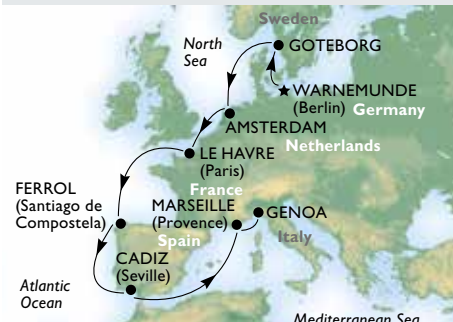 Sweden
North
Sea
GOTEBORG
WARNEMUNDE
(Berlin) Germany
AMSTERDAM
Netherlands
LE HAVRE
(Paris)
France
FERROL
(Santiago de
Compostela)
MARSEILLE
(Provence)
GENOA
Spain
Italy
CADIZ
(Seville)
Atlantic
Ocean
Mediterranean Sea